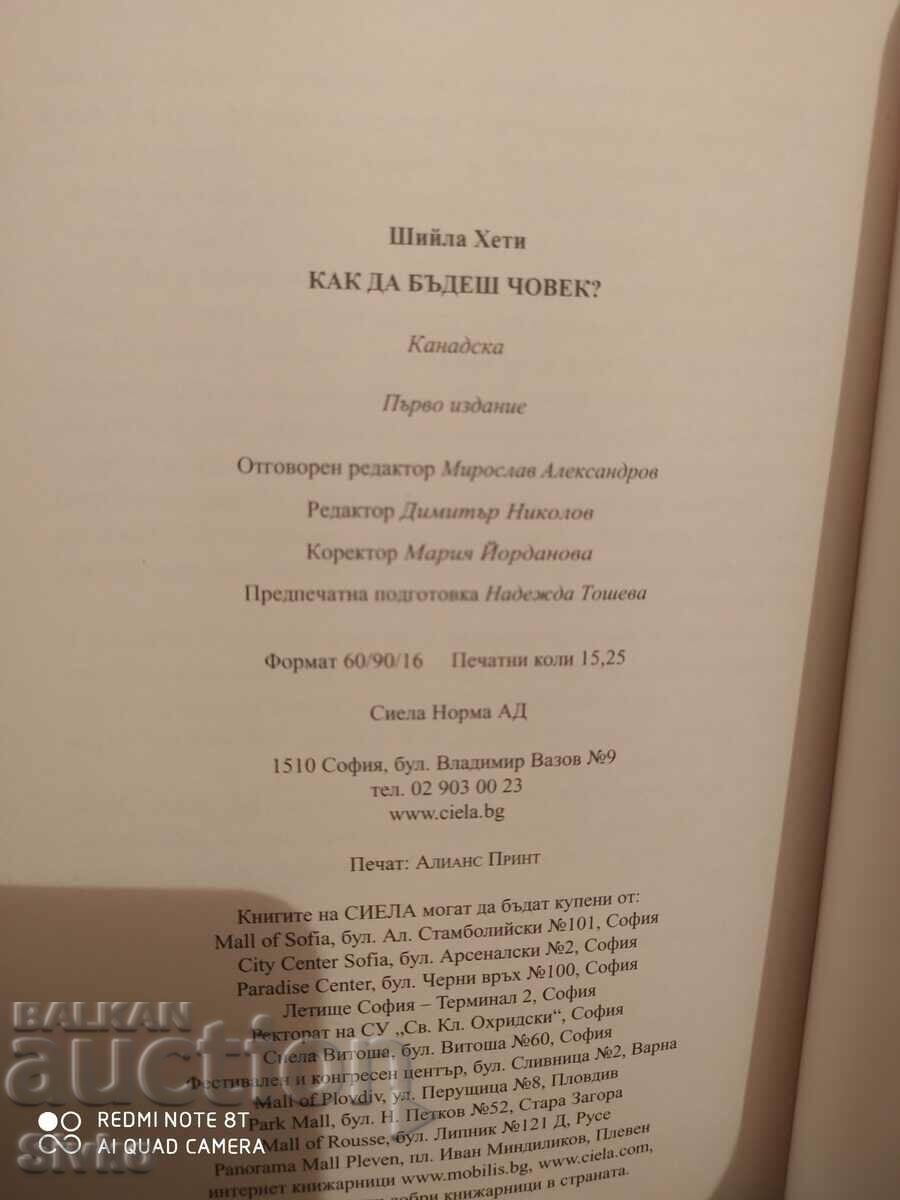 Шийла Хети
КАК ДА БЪДЕШ ЧОВЕК?
Канадска
Първо издание
Отговорен редактор Мирослав Александров
Редактор Димитър Николов
Коректор Мария Йорданова
Предпечатна подготовка Надежда Тошева
Формат 60/90/16 Печатни коли 15,25
Сиела Норма АД
1510 София, бул. Владимир Вазов №9
тел. 02 903 00 23
www.ciela.bg
Печат: Алианс Принт
Книгите на СИЕЛА могат да бъдат купени от:
Mall of Sofia, бул. Ал. Стамболийски №101, София
City Center Sofia, бул. Арсеналски №2, София
Paradise Center, бул. Черни връх №100, София
Летище София – Терминал 2, София
Ректорат на СУ „Св. Кл. Охридски“, София
Сиела Витоша, бул. Витоша №60, София
Фестивален и конгресен център, бул. Сливница №2, Варна
Mall of Plovdiv, ул. Перущица №8, Пловдив
Park Mall, бул. Н. Петков №52, Стара Загора
Mall of Rousse, бул. Липник №121 Д, Русе
Panorama Mall Pleven, пл. Иван Миндиликов, Плевен
интернет книжарници www.mobilis.bg, www.ciela.com,
добри книжарници в страната.
BALKAN
auction
REDMI NOTE 8T
AI QUAD CAMERA